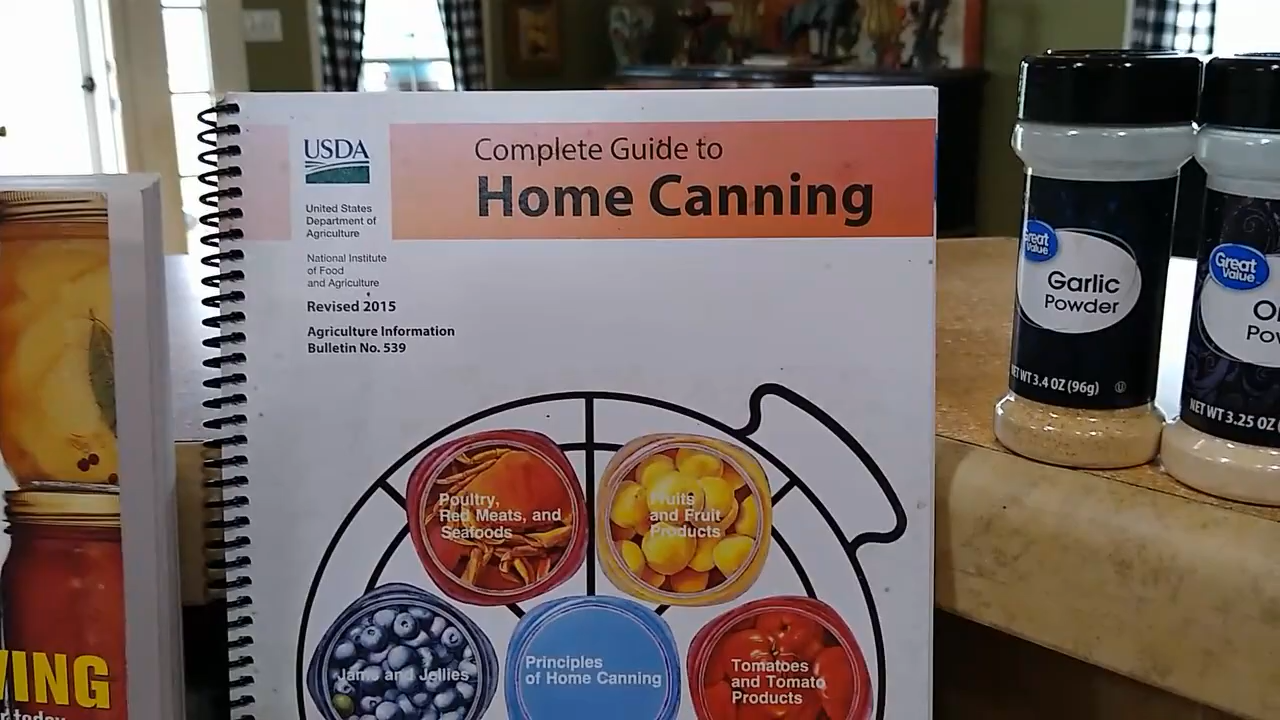 USDA
United States
Department of
Agriculture
National Institute
of Food
and Agriculture
Revised 2015
Agriculture Information
Bulletin No. 539
Complete Guide to
Home Canning
Poultry,
Red Meats, and
Seafoods
Fruits
and Fruit
Products
Jams and Jellies
Principles
of Home Canning
Tomatoes
and Tomato
Products
VING
today
Great
Value
Garlic
Powder
NET WT 3.4 OZ (96g)
Great
Value
NET WT 3.25 OZ